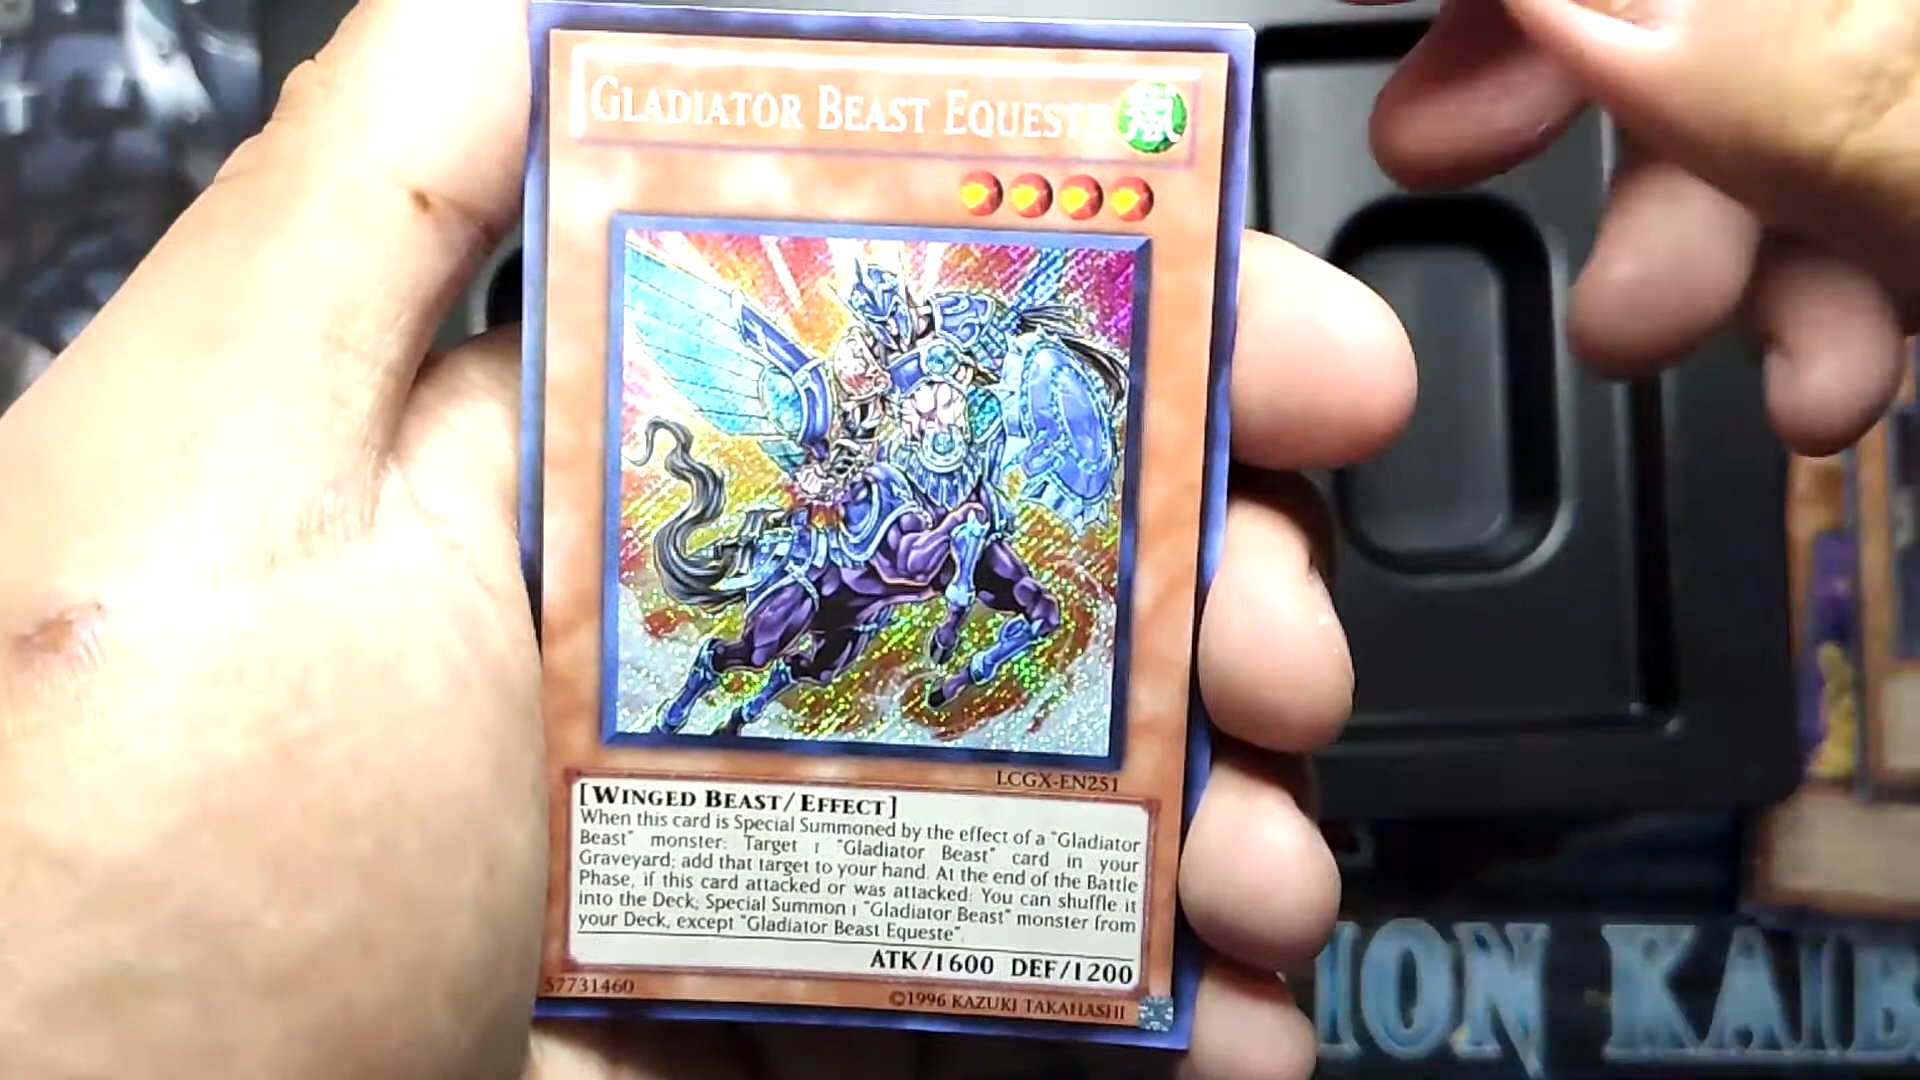 GLADIATOR BEAST EQUESTE
風
LCGX-EN251
[WINGED BEAST/EFFECT]
When this card is Special Summoned by the effect of a "Gladiator
Beast" monster: Target 1 "Gladiator Beast" card in your
Graveyard; add that target to your hand. At the end of the Battle
Phase, if this card attacked or was attacked: You can shuffle it
into the Deck; Special Summon 1 "Gladiator Beast" monster from
your Deck, except "Gladiator Beast Equeste".
ATK/1600 DEF/1200
57731460
©1996 KAZUKI TAKAHASHI
ION KAIB